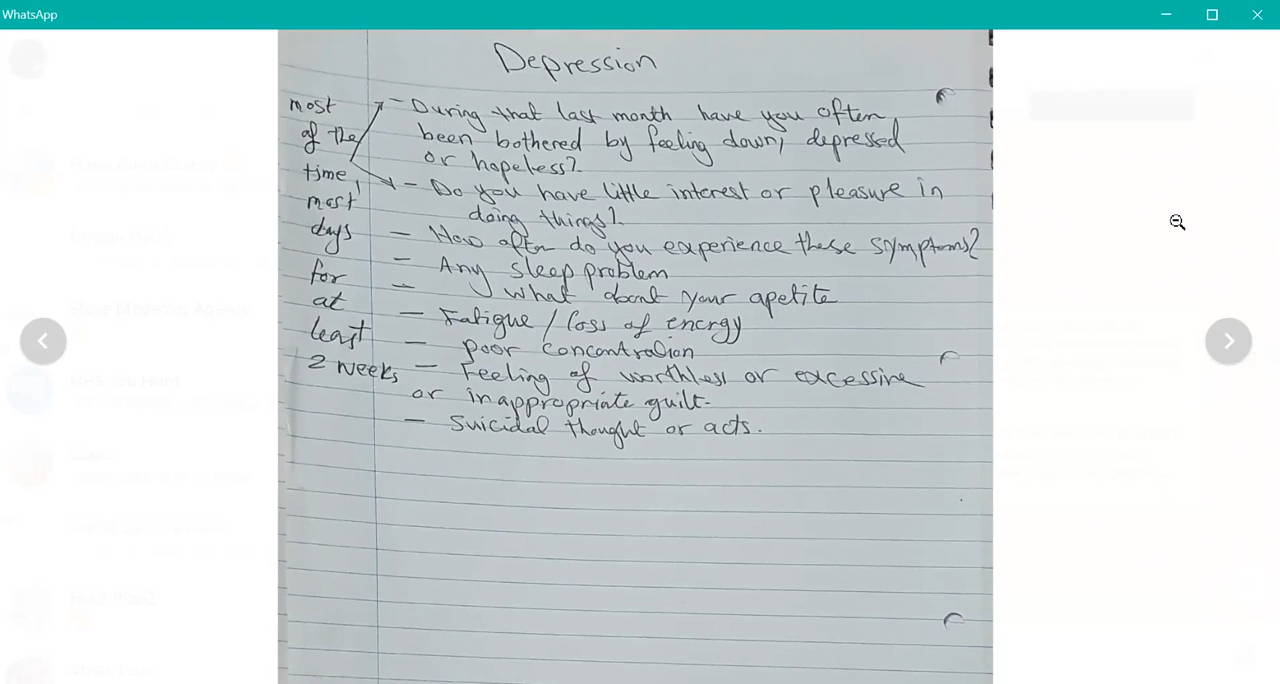 WhatsApp
Depression
most
of the
time,
most
days
for
at
least
2 weeks
- During that last month have you often
been bothered by feeling down, depressed
or hopeless?
- Do you have little interest or pleasure in
doing things?
- How often do you experience these symptoms?
- Any sleep problem
- What about your apetite
- Fatigue / loss of energy
- poor concentration
- Feeling of worthless or excessive
or inappropriate guilt.
- Suicidal thought or acts.